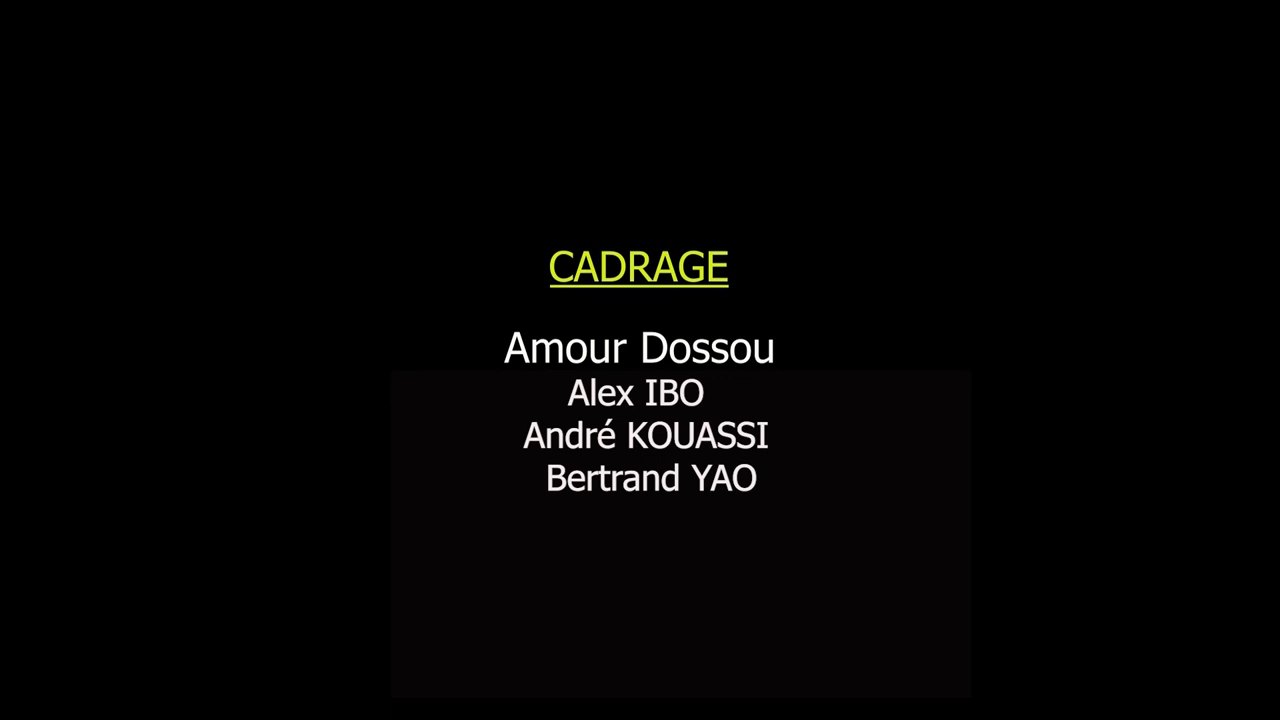 CADRAGE
Amour Dossou
Alex IBO
André KOUASSI
Bertrand YAO